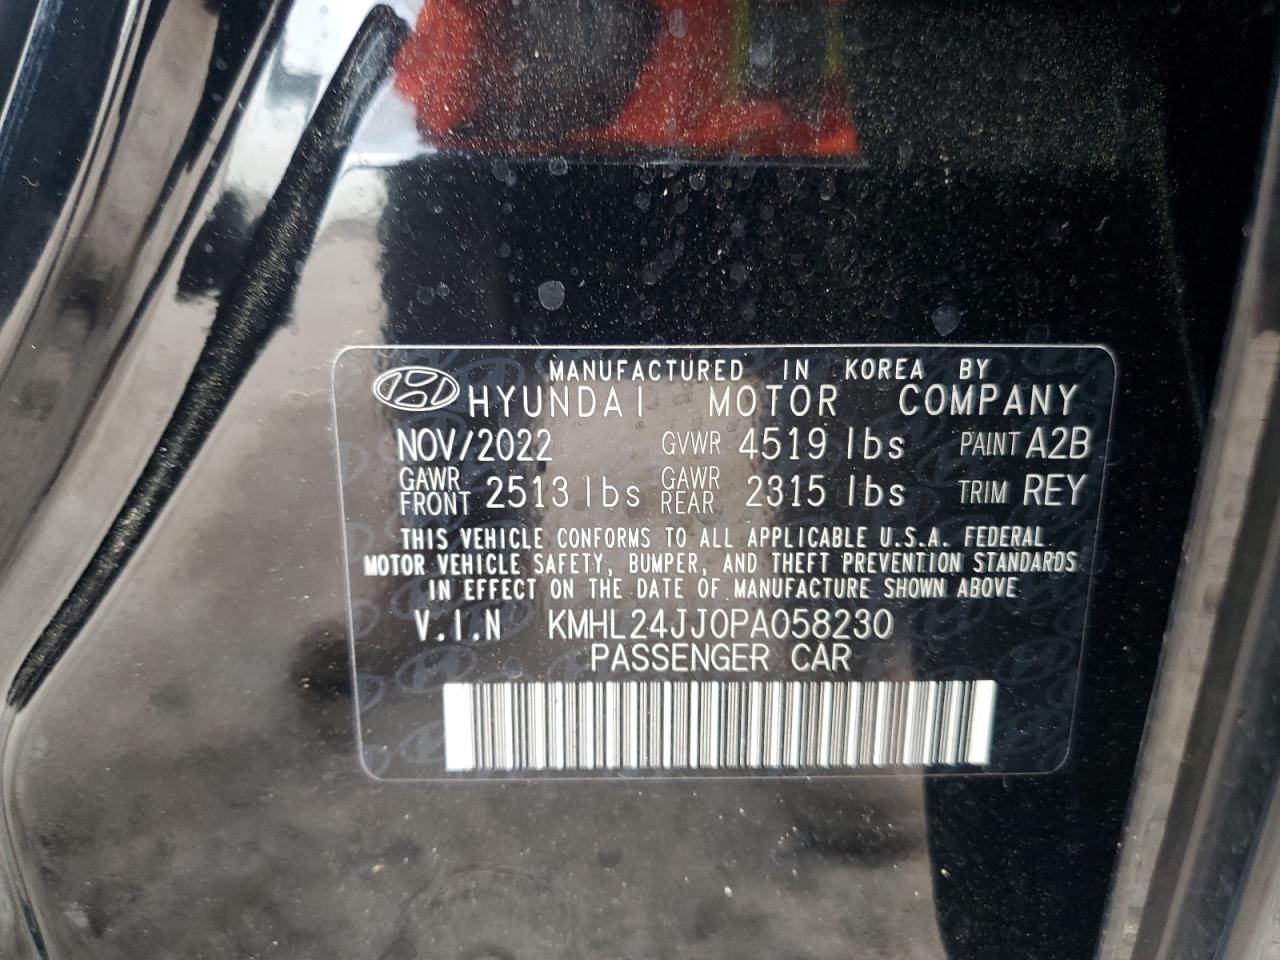 MANUFACTURED IN KOREA BY
HYUNDAI MOTOR COMPANY
NOV/2022 GVWR 4519 lbs PAINT A2B
GAWR FRONT 2513 lbs GAWR REAR 2315 lbs TRIM REY
THIS VEHICLE CONFORMS TO ALL APPLICABLE U.S.A. FEDERAL
MOTOR VEHICLE SAFETY, BUMPER, AND THEFT PREVENTION STANDARDS
IN EFFECT ON THE DATE OF MANUFACTURE SHOWN ABOVE
V.I.N KMHL24JJ0PA058230
PASSENGER CAR